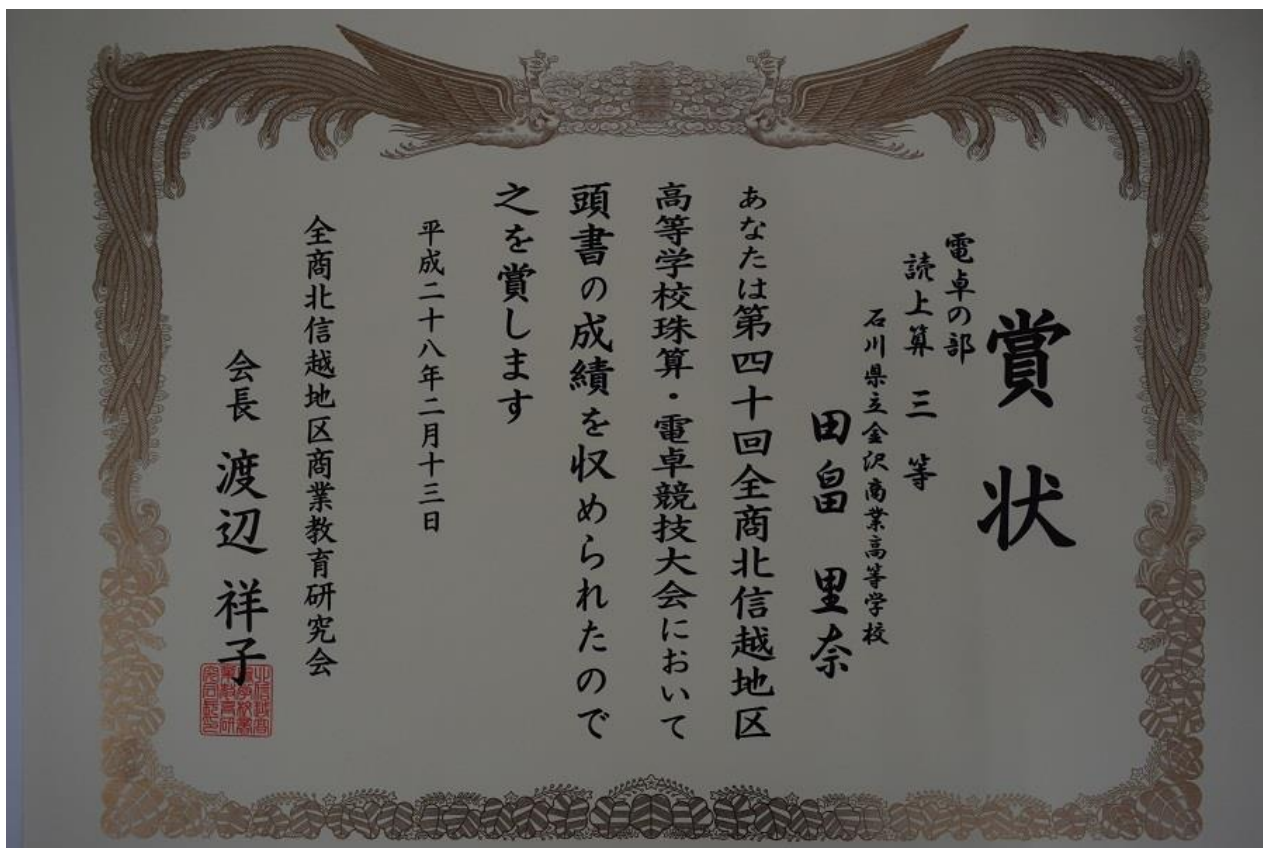 賞状
電卓の部
読上算 三等
石川県立金沢商業高等学校
田畠 里奈
あなたは第四十回全商北信越地区
高等学校珠算・電卓競技大会において
頭書の成績を収められたので
之を賞します
平成二十八年二月十三日
全商北信越地区商業教育研究会
会長 渡辺 祥子